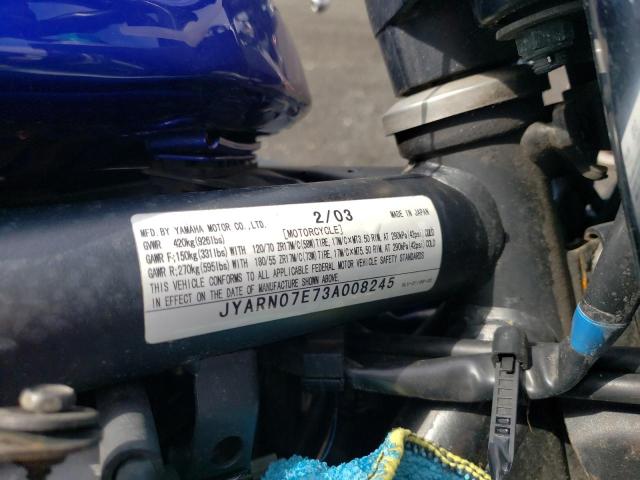 MFD. BY YAMAHA MOTOR CO., LTD. 2/03 MADE IN JAPAN
GVWR 420kg(926lbs) [MOTORCYCLE]
GAWR F:150kg(331lbs) WITH 120/70 ZR17M/C(58W) TIRE, 17M/C×MT3.50 RIM, AT 290kPa(42psi) COLD
GAWR R:270kg(595lbs) WITH 180/55 ZR17M/C(73W) TIRE, 17M/C×MT5.50 RIM, AT 290kPa(42psi) COLD
THIS VEHICLE CONFORMS TO ALL APPLICABLE FEDERAL MOTOR VEHICLE SAFETY STANDARDS
IN EFFECT ON THE DATE OF MANUFACTURE SHOWN ABOVE.
JYARN07E73A008245